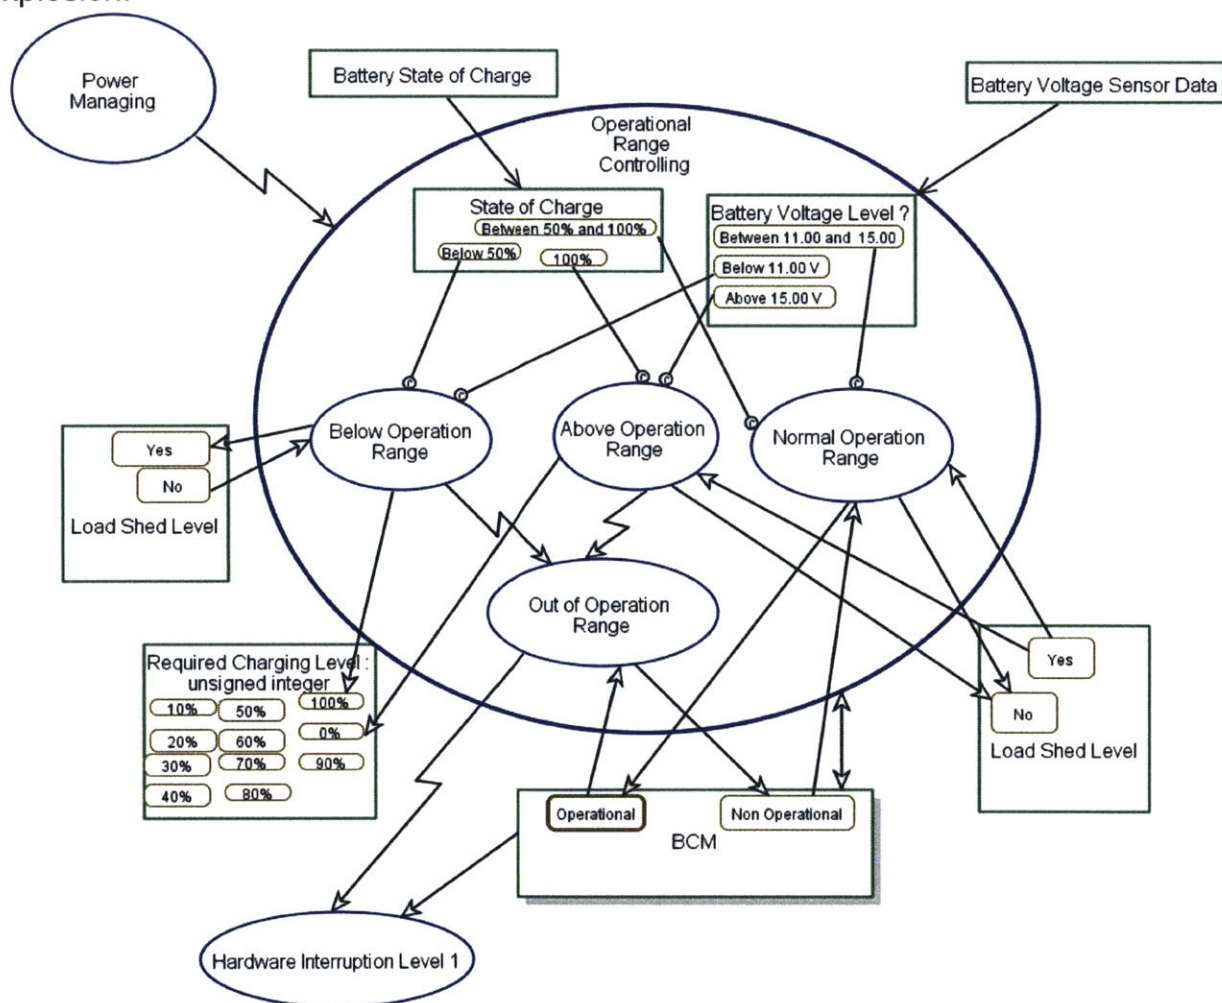 Power
Managing
Battery State of Charge
Battery Voltage Sensor Data
Operational
Range
Controlling
State of Charge
Between 50% and 100%
Below 50%
100%
Battery Voltage Level ?
Between 11.00 and 15.00
Below 11.00 V
Above 15.00 V
c
c
c
c
c
c
Below Operation
Range
Above Operation
Range
Normal Operation
Range
Yes
No
Load Shed Level
Out of Operation
Range
Required Charging Level :
unsigned integer
10%
50%
100%
20%
60%
0%
30%
70%
90%
40%
80%
Yes
No
Load Shed Level
Operational
Non Operational
BCM
Hardware Interruption Level 1